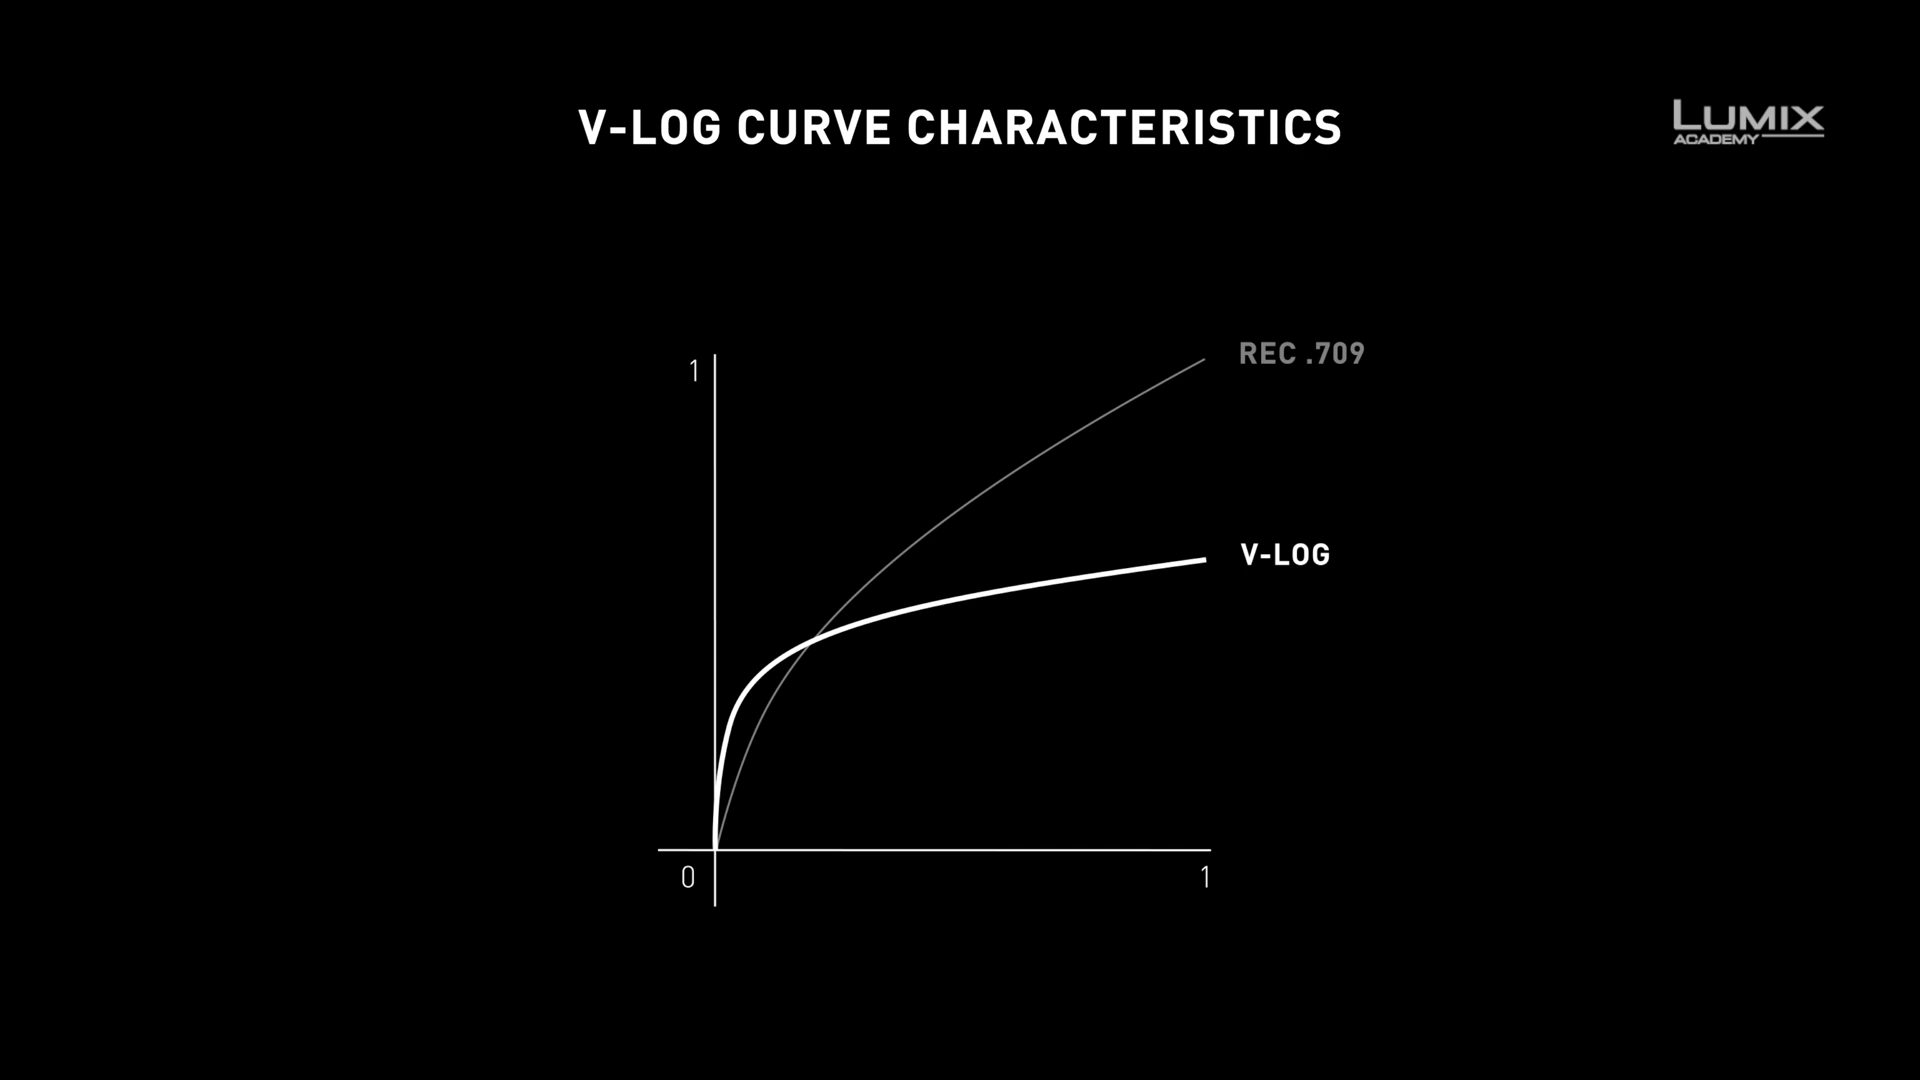 V-LOG CURVE CHARACTERISTICS
LUMIX
ACADEMY
REC .709
1
V-LOG
0
1